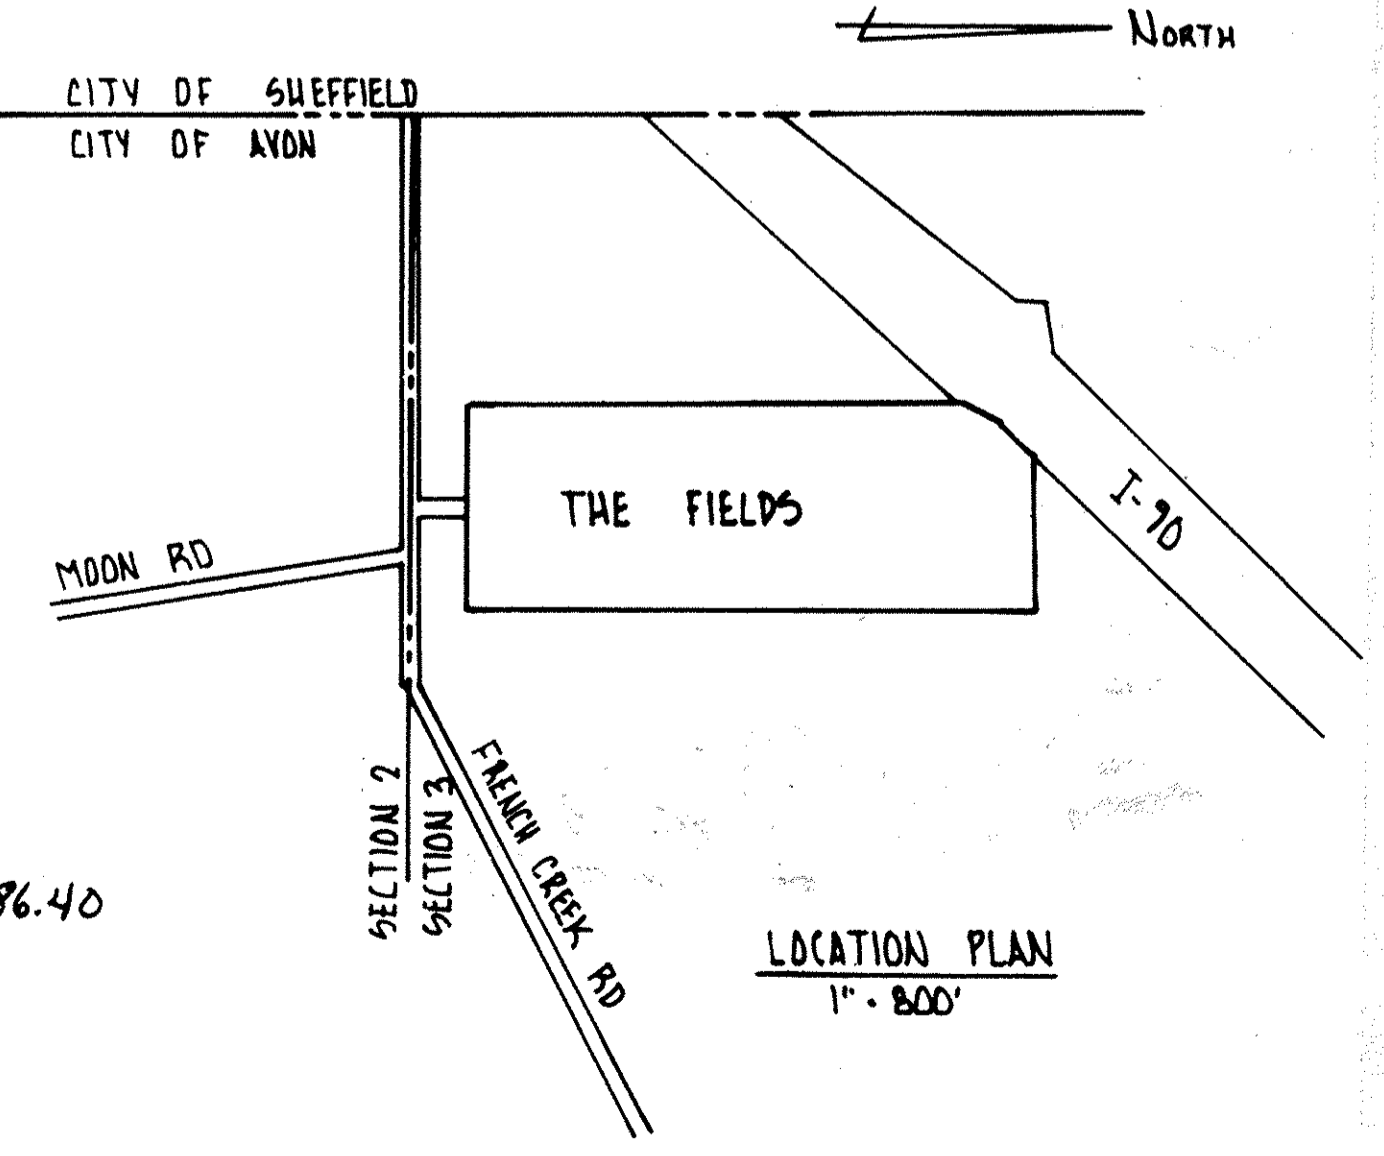 NORTH
CITY OF SHEFFIELD
CITY OF AVON
THE FIELDS
I-90
MOON RD
SECTION 2
SECTION 3
FRENCH CREEK RD
86.40
LOCATION PLAN
1" = 800'